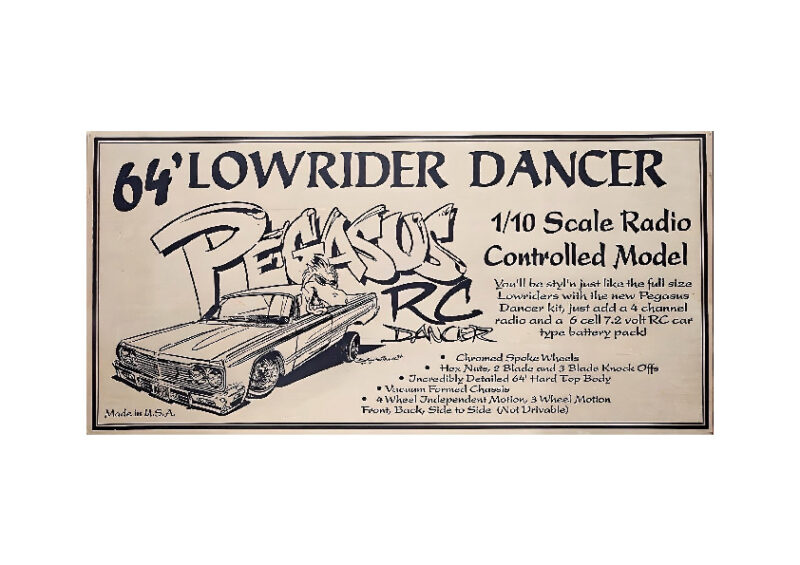 64' LOWRIDER DANCER
PEGASUS
RC
DANCER
1/10 Scale Radio
Controlled Model
You'll be styl'n just like the full size
Lowriders with the new Pegasus
Dancer kit, just add a 4 channel
radio and a 6 cell 7.2 volt RC car
type battery pack!
• Chromed Spoke Wheels
• Hex Nuts, 2 Blade and 3 Blade Knock Offs
• Incredibly Detailed 64' Hard Top Body
• Vacuum Formed Chassis
• 4 Wheel Independent Motion, 3 Wheel Motion
Front, Back, Side to Side (Not Drivable)
Made in U.S.A.